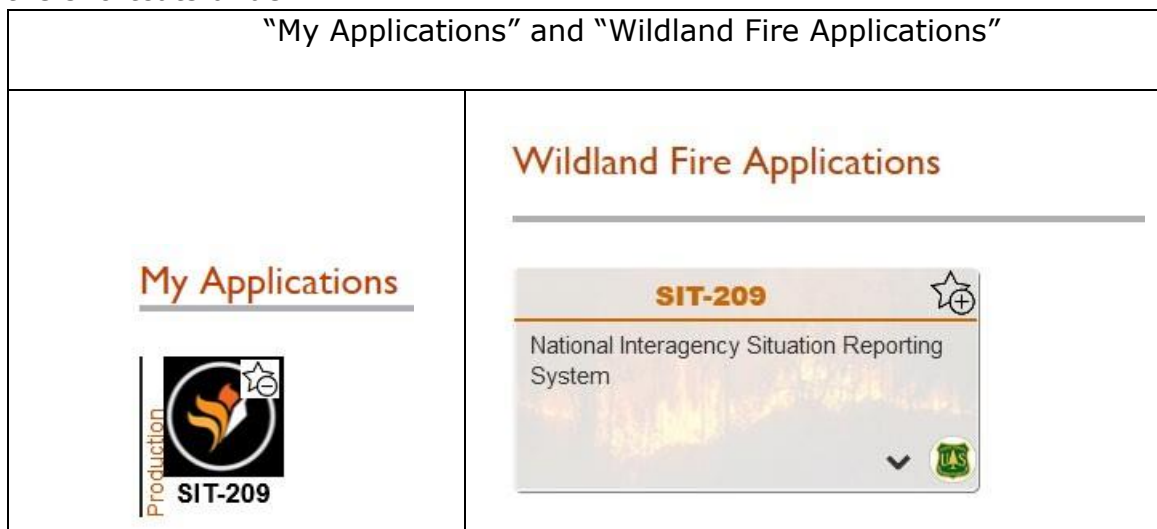 “My Applications” and “Wildland Fire Applications”
My Applications
Production
SIT-209
Wildland Fire Applications
SIT-209
National Interagency Situation Reporting
System
UAS